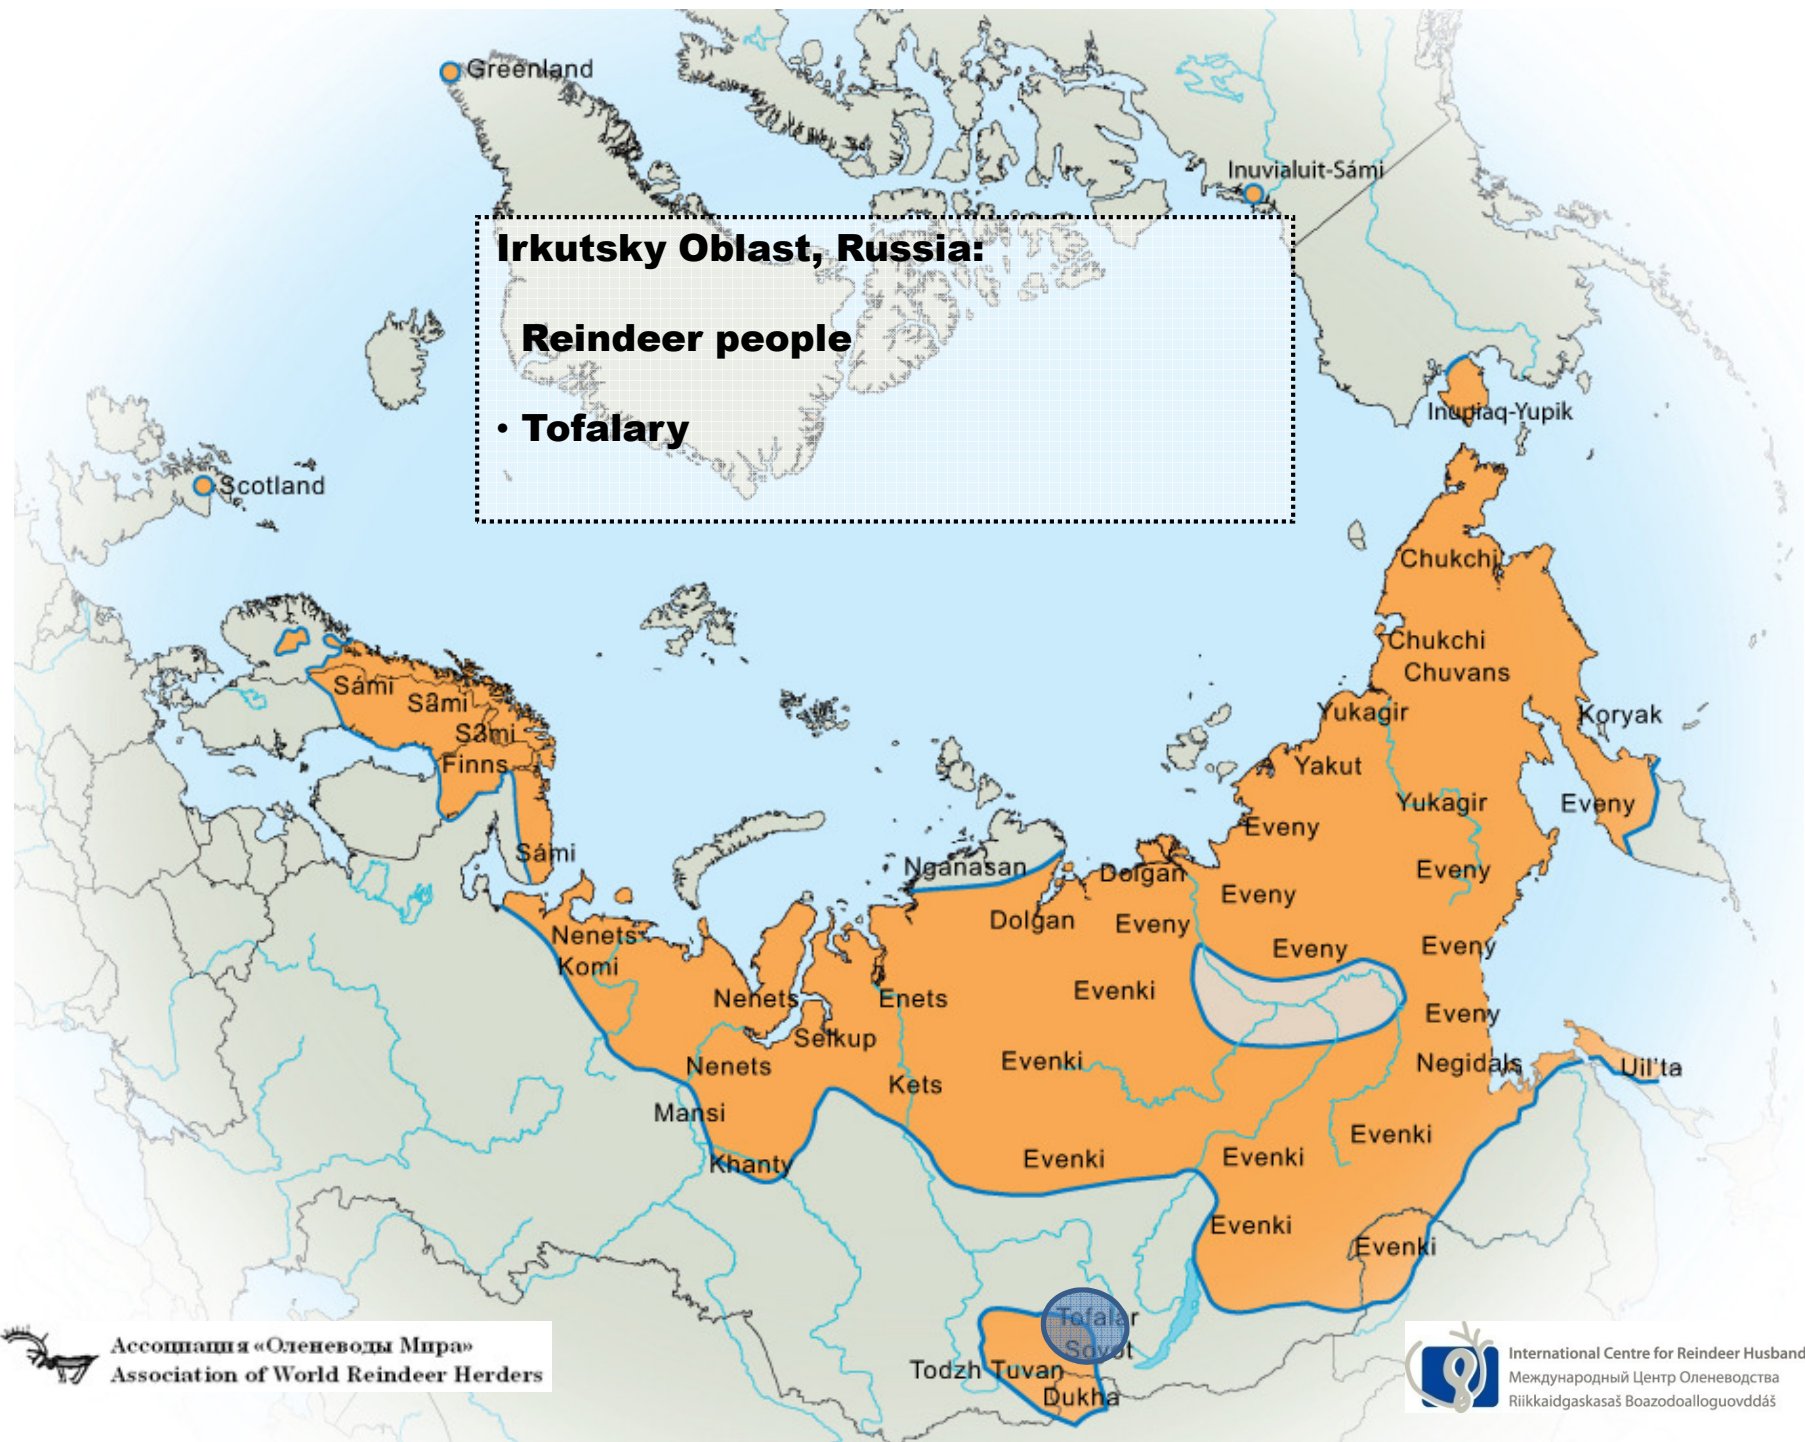 Greenland
Inuvialuit-Sámi
Irkutsky Oblast, Russia:
Reindeer people
• Tofalary
Inupiaq-Yupik
Scotland
Chukchi
Chukchi
Chuvans
Sámi
Sámi
Yukagir
Koryak
Sámi
Finns
Yakut
Yukagir
Eveny
Eveny
Sámi
Nganasan
Dolgan
Eveny
Eveny
Dolgan
Eveny
Nenets
Eveny
Eveny
Komi
Nenets
Enets
Evenki
Eveny
Selkup
Nenets
Evenki
Negidals
Uil'ta
Kets
Mansi
Evenki
Khanty
Evenki
Evenki
Evenki
Evenki
Tofalar
Soyot
Todzh Tuvan
Dukha
Ассоциация «Оленеводы Мира»
Association of World Reindeer Herders
International Centre for Reindeer Husband
Международный Центр Оленеводства
Riikkaidgaskasaš Boazodoalloguovddáš